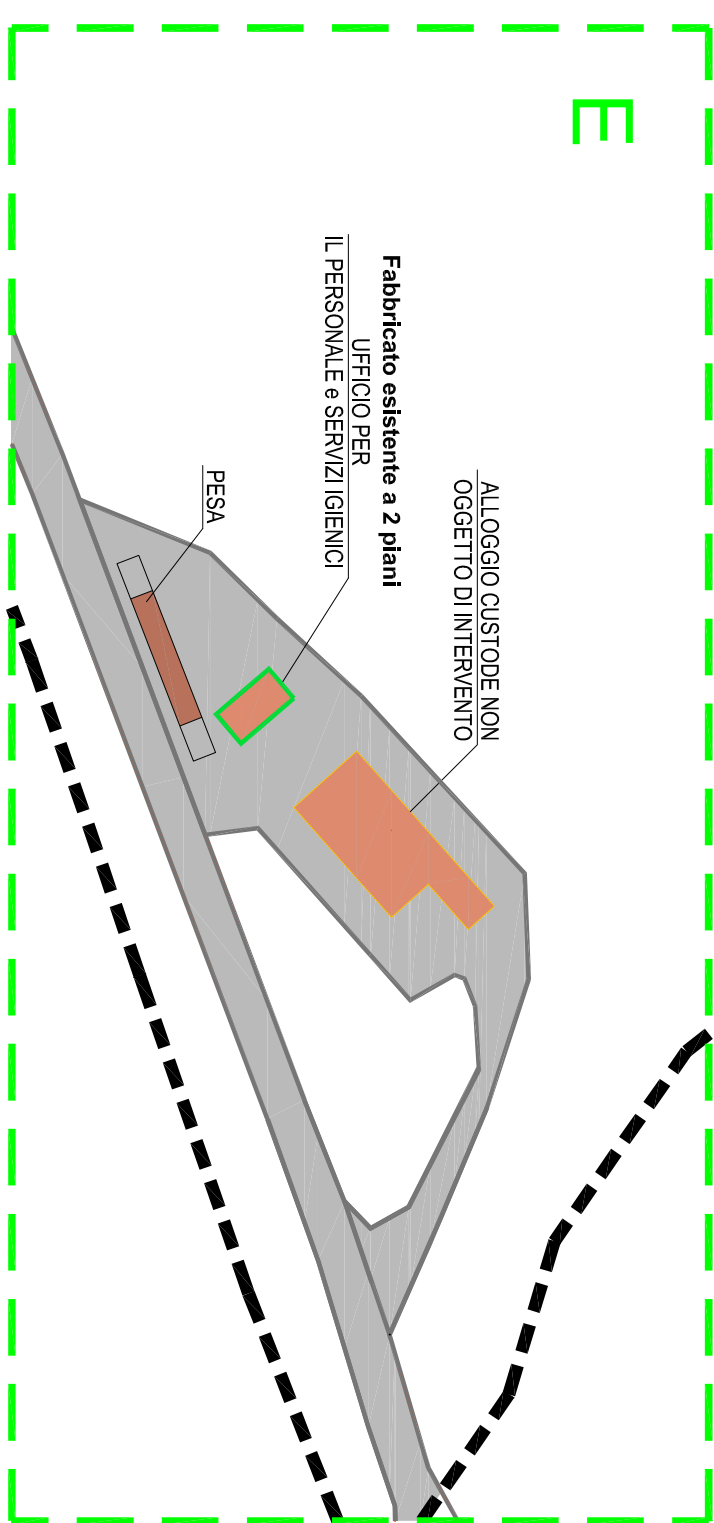 E
ALLOGGIO CUSTODE NON
OGGETTO DI INTERVENTO
Fabbricato esistente a 2 piani
UFFICIO PER
IL PERSONALE e SERVIZI IGIENICI
PESA